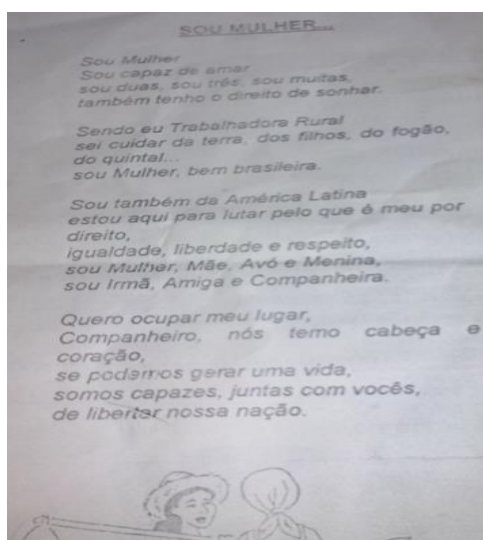 SOU MULHER...
Sou Mulher
Sou capaz de amar
sou duas, sou três, sou muitas,
também tenho o direito de sonhar.
Sendo eu Trabalhadora Rural
sei cuidar da terra, dos filhos, do fogão,
do quintal...
sou Mulher, bem brasileira.
Sou também da América Latina
estou aqui para lutar pelo que é meu por
direito,
igualdade, liberdade e respeito,
sou Mulher, Mãe, Avó e Menina,
sou Irmã, Amiga e Companheira.
Quero ocupar meu lugar,
Companheiro, nós temo cabeça e
coração,
se podemos gerar uma vida,
somos capazes, juntas com vocês,
de libertar nossa nação.